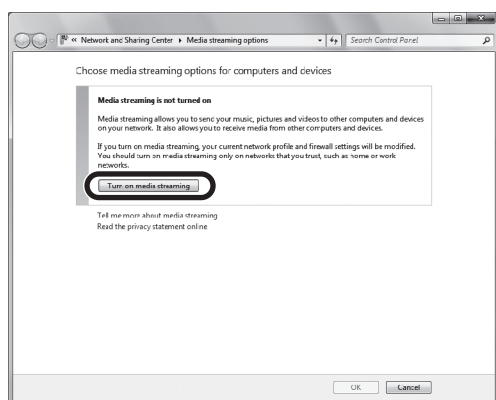 « Network and Sharing Center ▸ Media streaming options
Search Control Panel
Choose media streaming options for computers and devices
Media streaming is not turned on
Media streaming allows you to send your music, pictures and videos to other computers and devices
on your network. It also allows you to receive media from other computers and devices.
If you turn on media streaming, your current network profile and firewall settings will be modified.
You should turn on media streaming only on networks that you trust, such as home or work
networks.
Turn on media streaming
Tell me more about media streaming
Read the privacy statement online
OK
Cancel